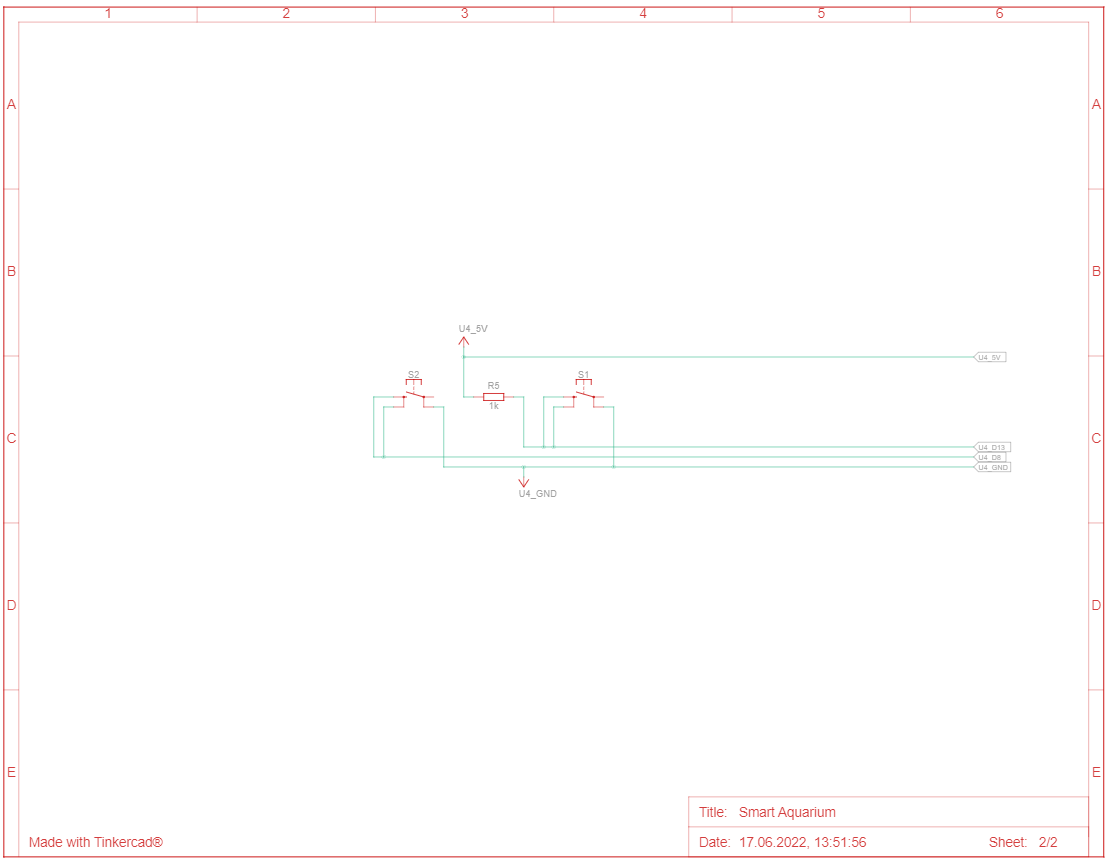 1 2 3 4 5 6
A A
B B
U4_5V
U4_5V
S2 S1
R5
1k
C C
U4_D13
U4_D8
U4_GND
U4_GND
D D
E E
Title: Smart Aquarium
Made with Tinkercad®
Date: 17.06.2022, 13:51:56 Sheet: 2/2